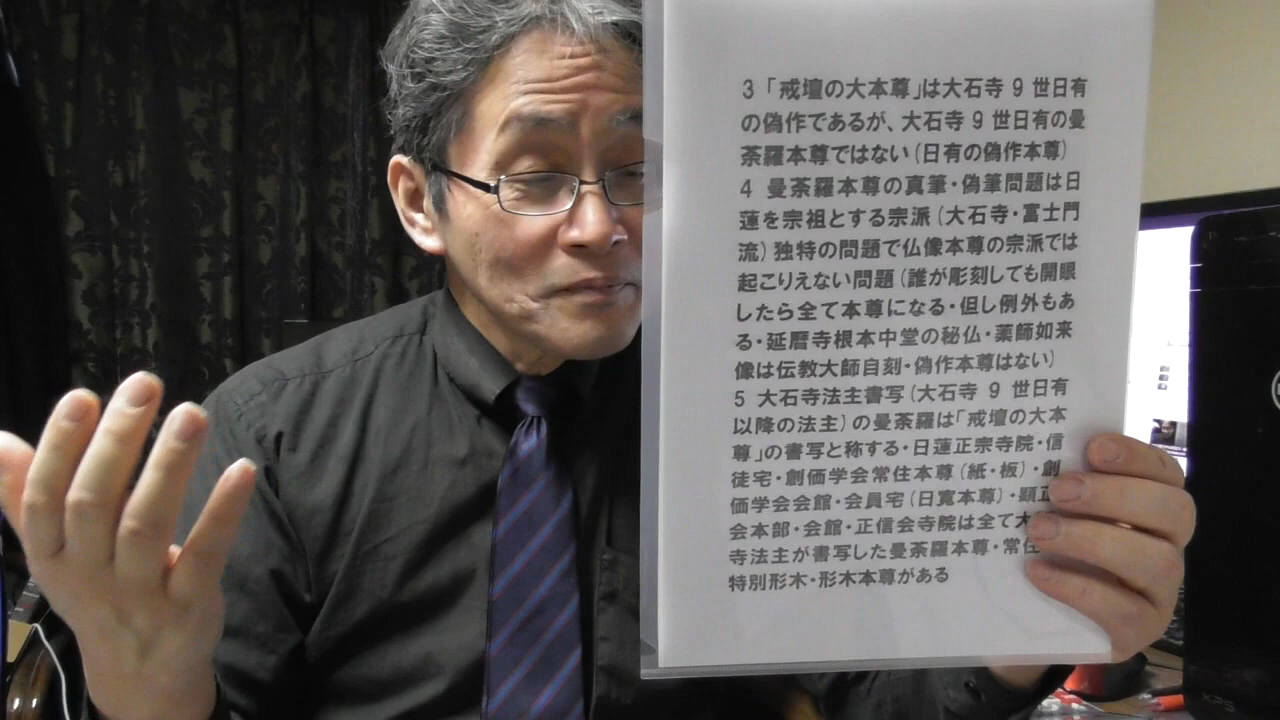 3 「戒壇の大本尊」は大石寺 9 世日有
の偽作であるが、大石寺 9 世日有の曼
荼羅本尊ではない(日有の偽作本尊)
4 曼荼羅本尊の真筆・偽筆問題は日
蓮を宗祖とする宗派(大石寺・富士門
流)独特の問題で仏像本尊の宗派では
起こりえない問題(誰が彫刻しても開眼
したら全て本尊になる・但し例外もあ
る・延暦寺根本中堂の秘仏・薬師如来
像は伝教大師自刻・偽作本尊はない)
5 大石寺法主書写(大石寺 9 世日有
以降の法主)の曼荼羅は「戒壇の大本
尊」の書写と称する・日蓮正宗寺院・信
徒宅・創価学会常住本尊(紙・板)・創
価学会会館・会員宅(日寛本尊)・顕正
会本部・会館・正信会寺院は全て大
寺法主が書写した曼荼羅本尊・常住
特別形木・形木本尊がある